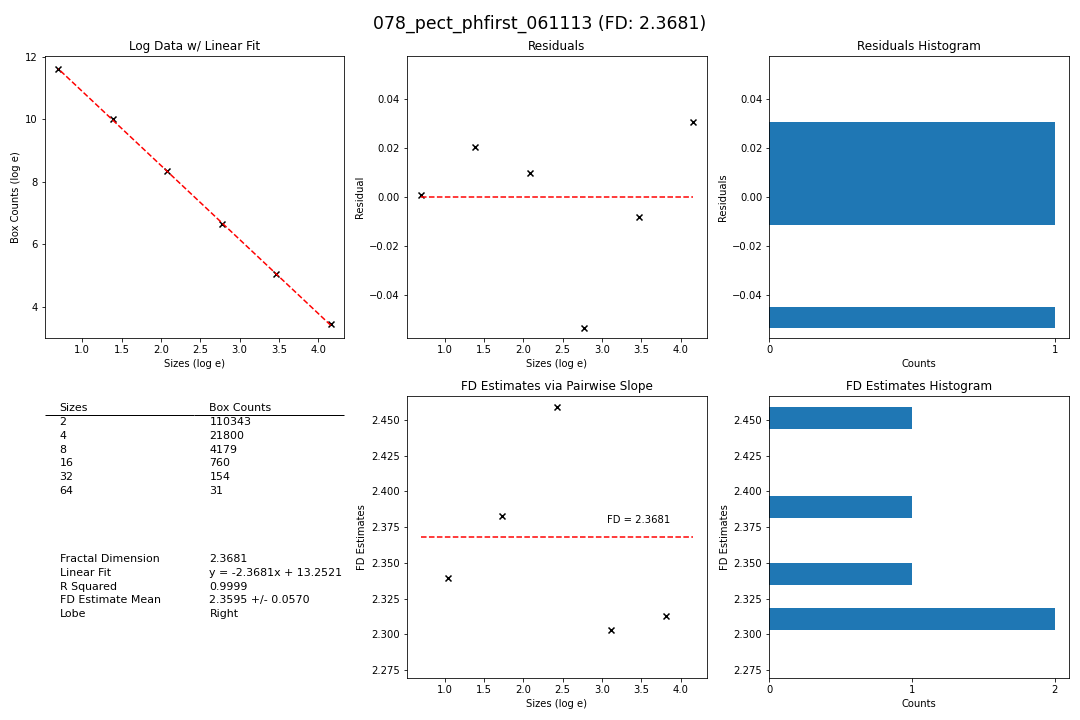 078_pect_phfirst_061113 (FD: 2.3681)
Log Data w/ Linear Fit
12
10
8
6
4
Box Counts (log e)
1.0 1.5 2.0 2.5 3.0 3.5 4.0
Sizes (log e)
Residuals
0.04
0.02
0.00
−0.02
−0.04
Residual
1.0 1.5 2.0 2.5 3.0 3.5 4.0
Sizes (log e)
Residuals Histogram
0.04
0.02
0.00
−0.02
−0.04
Residuals
0 1
Counts
Sizes Box Counts
2 110343
4 21800
8 4179
16 760
32 154
64 31
Fractal Dimension 2.3681
Linear Fit y = -2.3681x + 13.2521
R Squared 0.9999
FD Estimate Mean 2.3595 +/- 0.0570
Lobe Right
FD Estimates via Pairwise Slope
2.450
2.425
2.400
2.375
2.350
2.325
2.300
2.275
FD Estimates
FD = 2.3681
1.0 1.5 2.0 2.5 3.0 3.5 4.0
Sizes (log e)
FD Estimates Histogram
2.450
2.425
2.400
2.375
2.350
2.325
2.300
2.275
FD Estimates
0 1 2
Counts